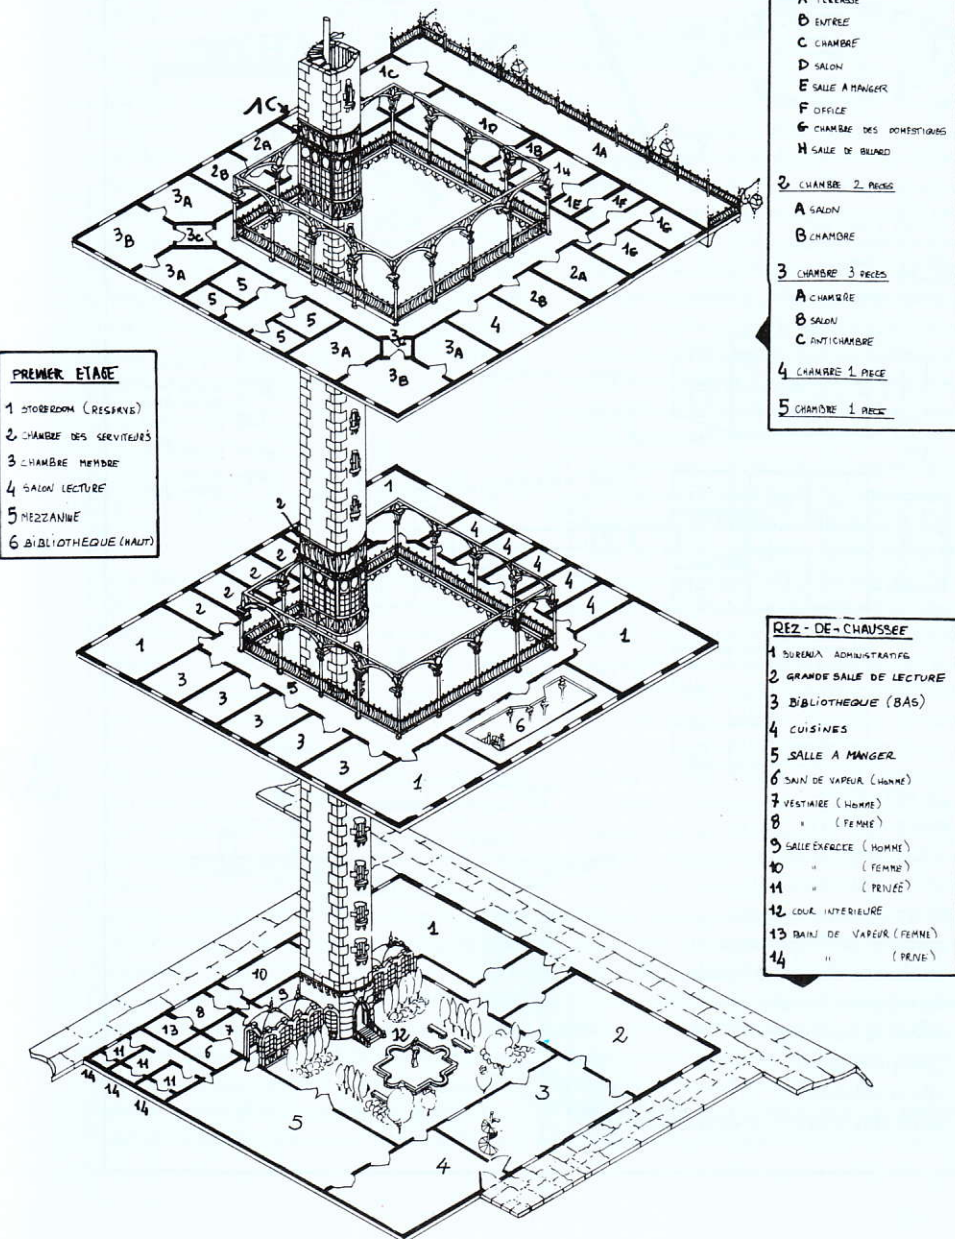 A TERRASSE
B ENTREE
C CHAMBRE
D SALON
E SALLE A MANGER
F OFFICE
G CHAMBRE DES DOMESTIQUES
H SALLE DE BILLARD
2 CHAMBRE 2 PIECES
A SALON
B CHAMBRE
3 CHAMBRE 3 PIECES
A CHAMBRE
B SALON
C ANTICHAMBRE
4 CHAMBRE 1 PIECE
5 CHAMBRE 1 PIECE
1C
1C
1D
1A
2A
1B
1H
2B
1E
1F
3A
1G
3B
3C
1G
3A
2A
5
5
2B
5
4
5
3A
3C
3A
3B
PREMIER ETAGE
1 STOREROOM (RESERVE)
2 CHAMBRE DES SERVITEURS
3 CHAMBRE MEMBRE
4 SALON LECTURE
5 MEZZANINE
6 BIBLIOTHEQUE (HAUT)
1
2
4
4
2
4
2
4
2
4
2
1
1
3
5
3
3
6
3
3
1
REZ-DE-CHAUSSEE
1 BUREAUX ADMINISTRATIFS
2 GRANDE SALLE DE LECTURE
3 BIBLIOTHEQUE (BAS)
4 CUISINES
5 SALLE A MANGER
6 BAIN DE VAPEUR (HOMME)
7 VESTIAIRE (HOMME)
8 " (FEMME)
9 SALLE EXERCICE (HOMME)
10 " (FEMME)
11 " (PRIVEE)
12 COUR INTERIEURE
13 BAIN DE VAPEUR (FEMME)
14 " (PRIVE)
1
10
9
8
7
13
6
12
2
11
11
11
14
14
14
5
3
4